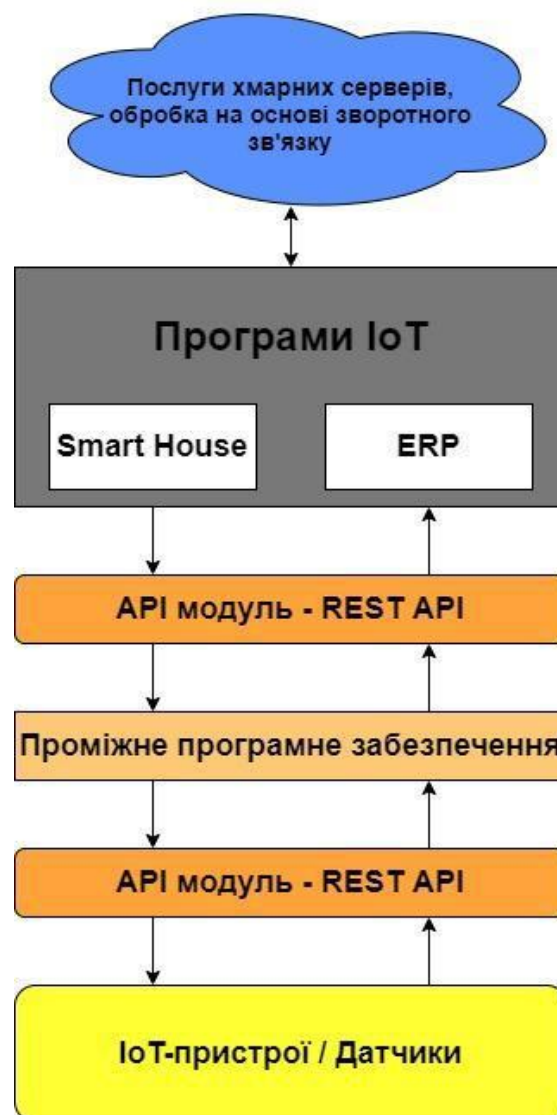 Послуги хмарних серверів,
обробка на основі зворотного
зв'язку
Програми IoT
Smart House
ERP
API модуль - REST API
Проміжне програмне забезпечення
API модуль - REST API
IoT-пристрої / Датчики